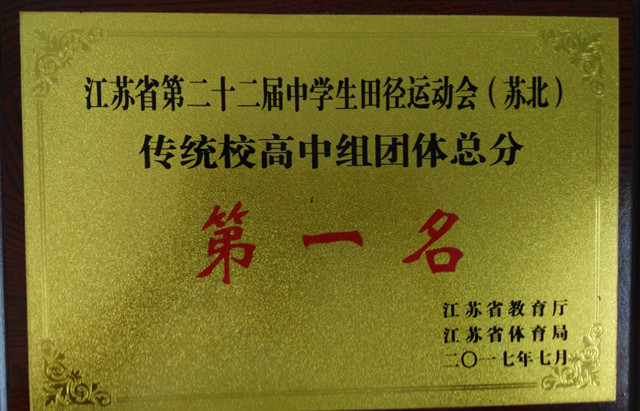 江苏省第二十二届中学生田径运动会（苏北）
传统校高中组团体总分
第一名
江苏省教育厅
江苏省体育局
二〇一七年七月